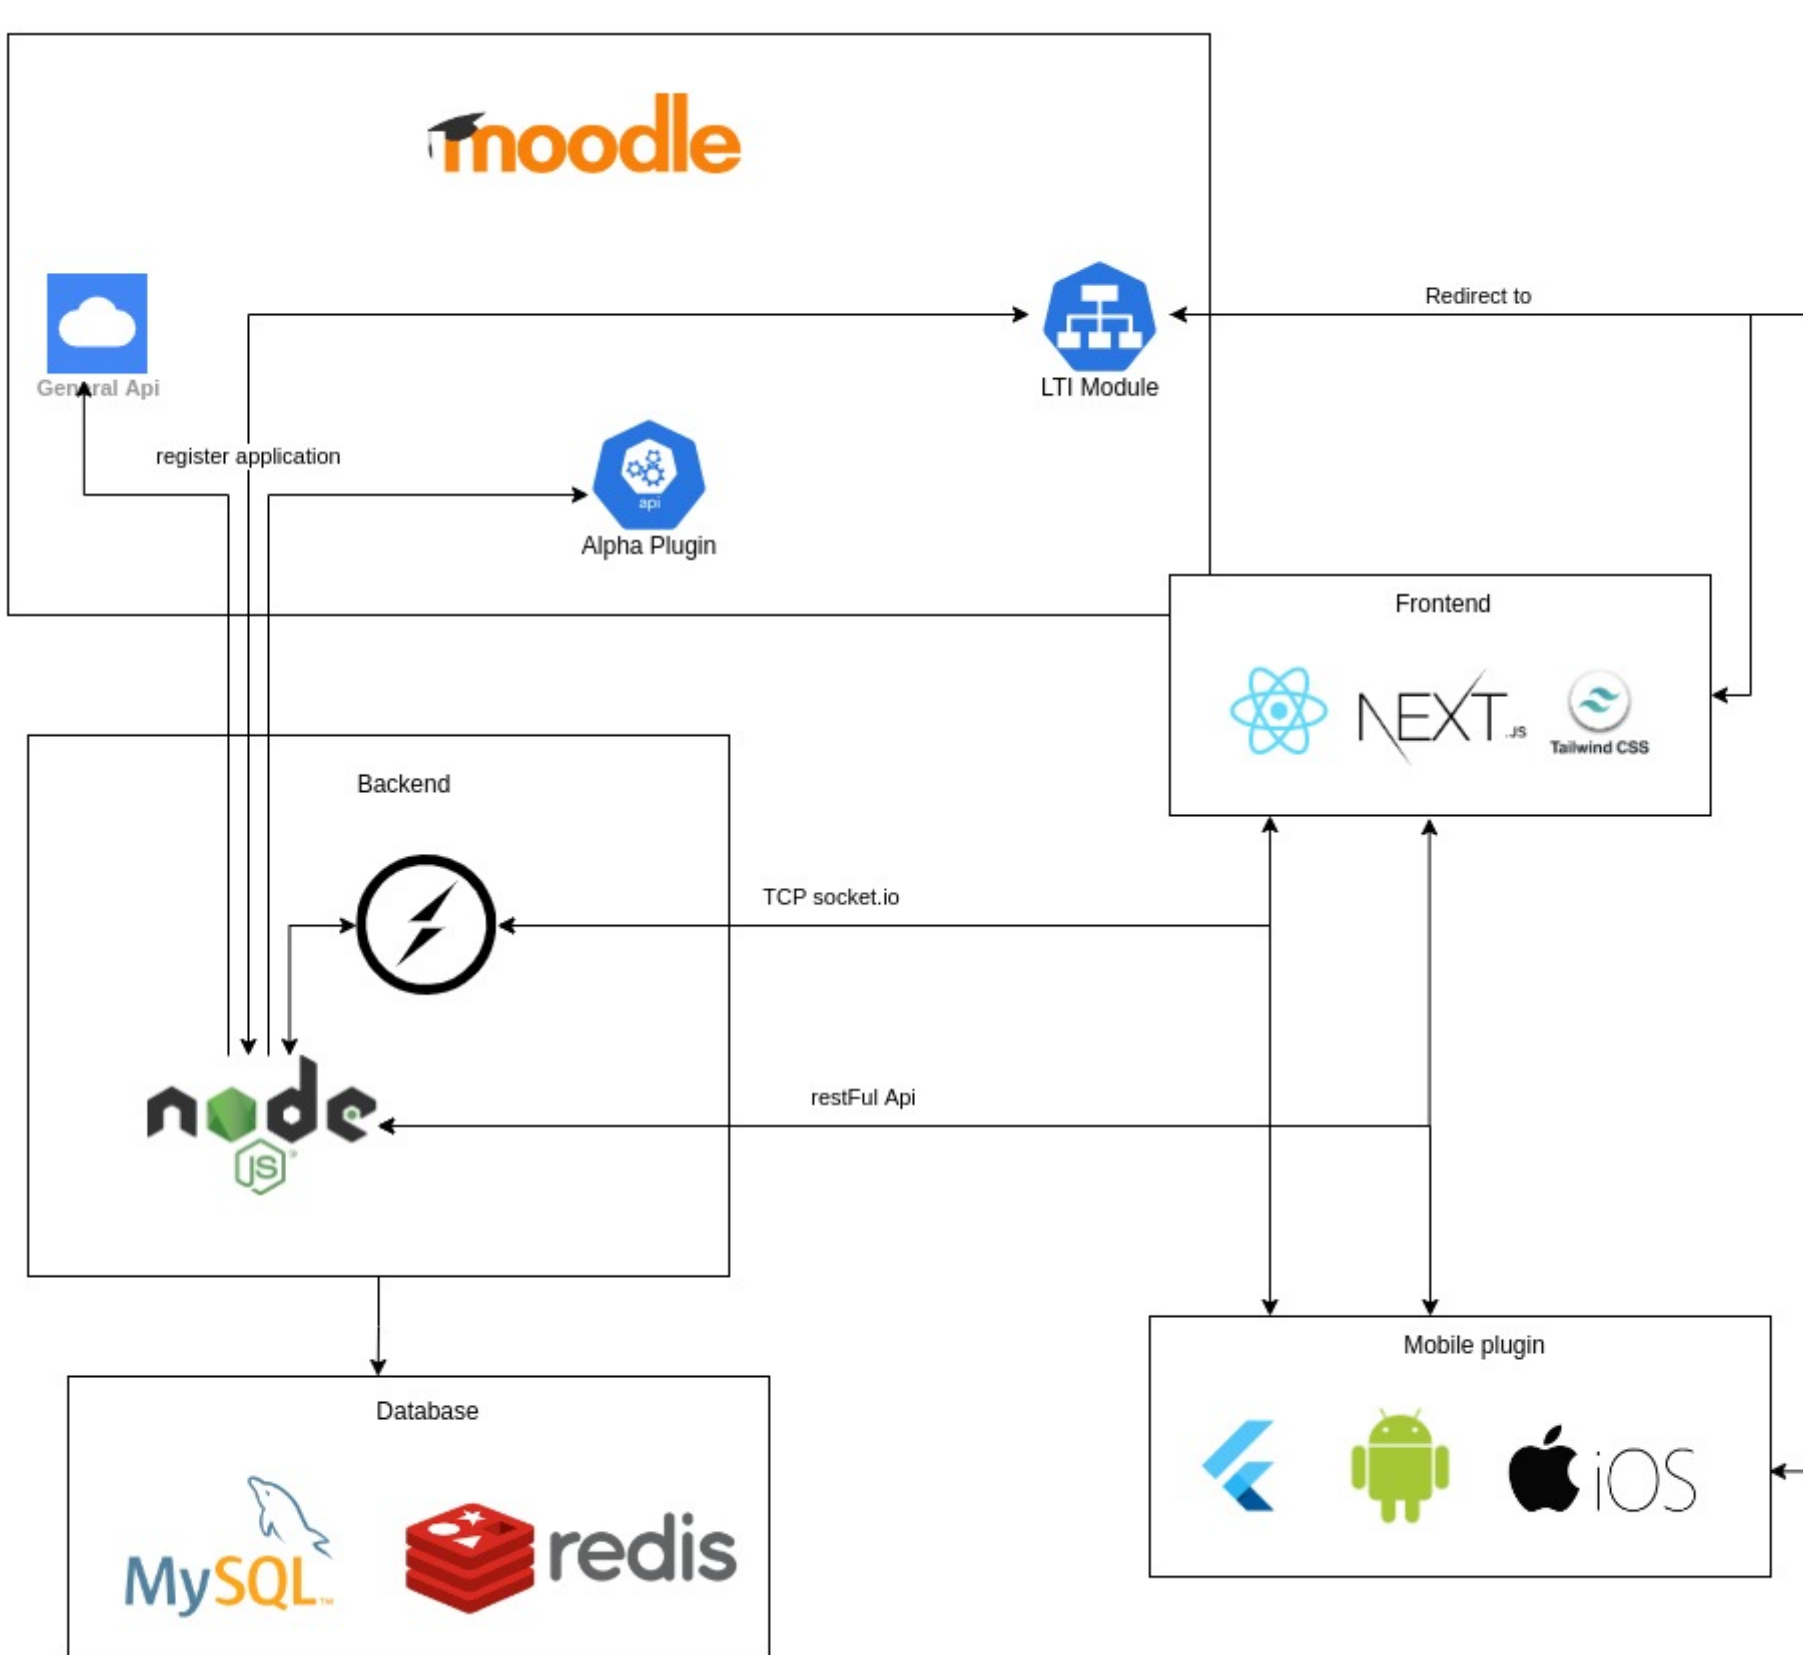 moodle
General Api
LTI Module
Redirect to
register application
api
Alpha Plugin
Frontend
NEXT.JS
Tailwind CSS
Backend
TCP socket.io
node
JS
restFul Api
Mobile plugin
iOS
Database
MySQL™
redis